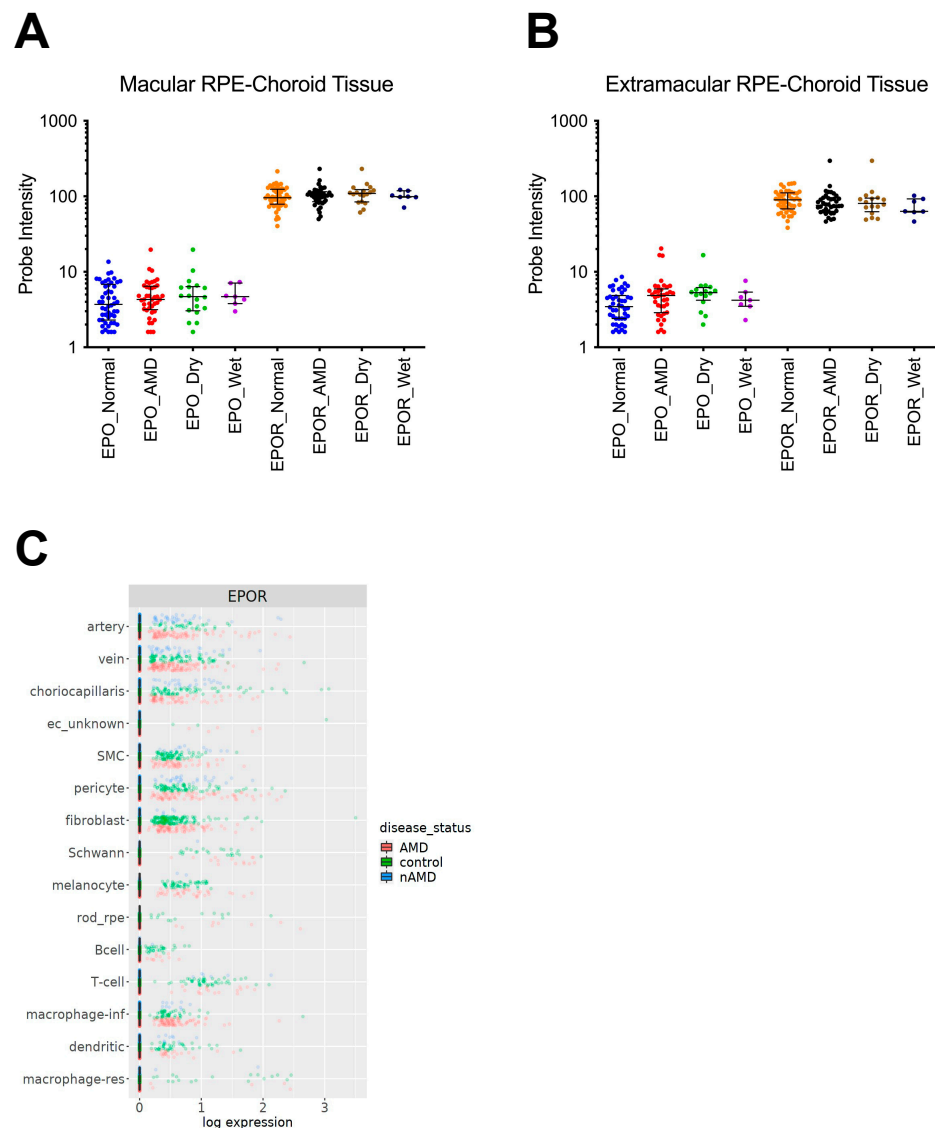 A
B
Macular RPE-Choroid Tissue
Extramacular RPE-Choroid Tissue
Probe Intensity
1000
100
10
1
EPO_Normal
EPO_AMD
EPO_Dry
EPO_Wet
EPOR_Normal
EPOR_AMD
EPOR_Dry
EPOR_Wet
Probe Intensity
1000
100
10
1
EPO_Normal
EPO_AMD
EPO_Dry
EPO_Wet
EPOR_Normal
EPOR_AMD
EPOR_Dry
EPOR_Wet
C
EPOR
artery
vein
choriocapillaris
ec_unknown
SMC
pericyte
fibroblast
Schwann
melanocyte
rod_rpe
Bcell
T-cell
macrophage-inf
dendritic
macrophage-res
0 1 2 3
log expression
disease_status
AMD
control
nAMD